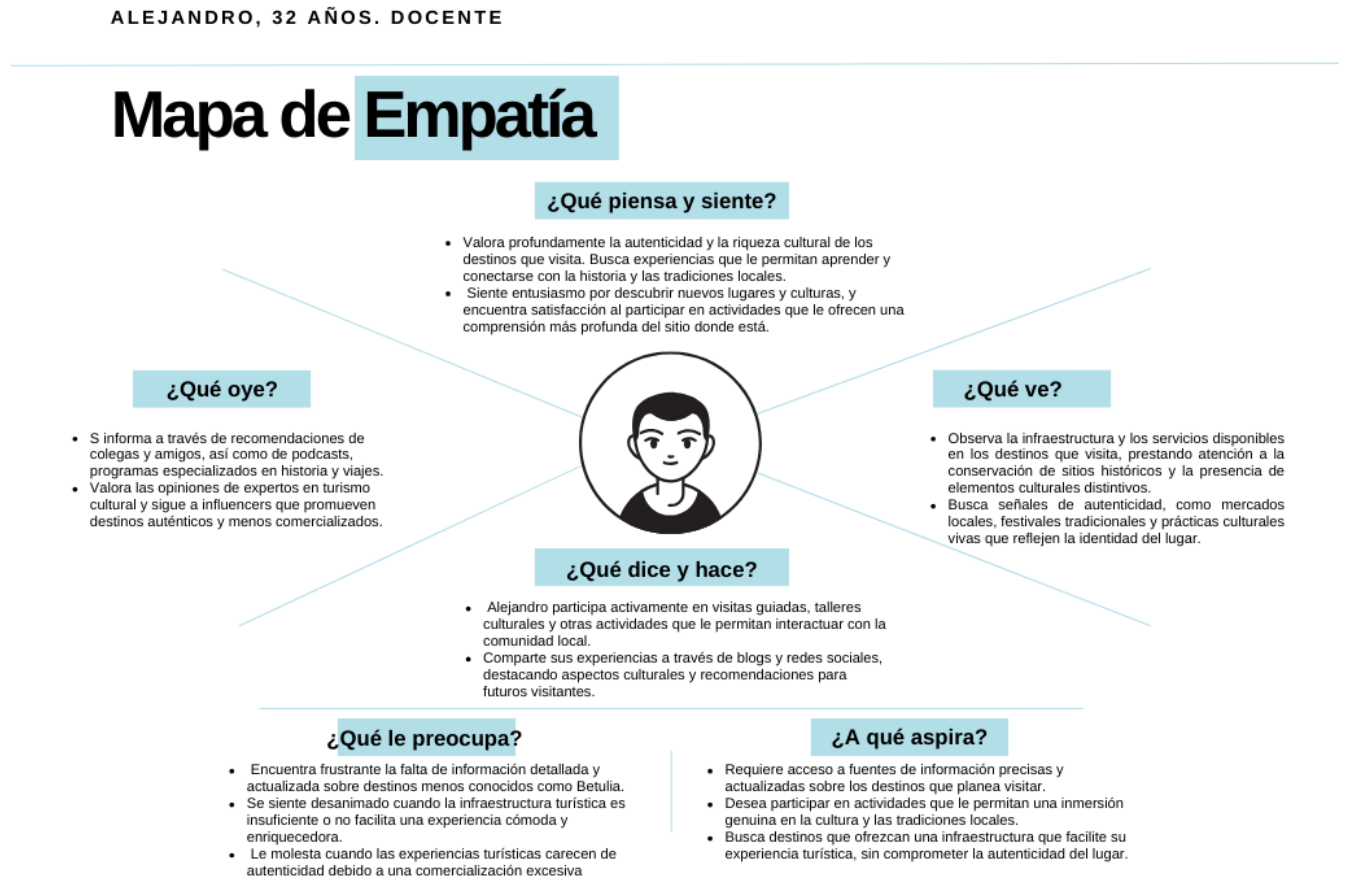 ALEJANDRO, 32 AÑOS. DOCENTE
Mapa de Empatía
¿Qué piensa y siente?
• Valora profundamente la autenticidad y la riqueza cultural de los
destinos que visita. Busca experiencias que le permitan aprender y
conectarse con la historia y las tradiciones locales.
• Siente entusiasmo por descubrir nuevos lugares y culturas, y
encuentra satisfacción al participar en actividades que le ofrecen una
comprensión más profunda del sitio donde está.
¿Qué oye?
• S informa a través de recomendaciones de
colegas y amigos, así como de podcasts,
programas especializados en historia y viajes.
• Valora las opiniones de expertos en turismo
cultural y sigue a influencers que promueven
destinos auténticos y menos comercializados.
¿Qué ve?
• Observa la infraestructura y los servicios disponibles
en los destinos que visita, prestando atención a la
conservación de sitios históricos y la presencia de
elementos culturales distintivos.
• Busca señales de autenticidad, como mercados
locales, festivales tradicionales y prácticas culturales
vivas que reflejen la identidad del lugar.
¿Qué dice y hace?
• Alejandro participa activamente en visitas guiadas, talleres
culturales y otras actividades que le permitan interactuar con la
comunidad local.
• Comparte sus experiencias a través de blogs y redes sociales,
destacando aspectos culturales y recomendaciones para
futuros visitantes.
¿Qué le preocupa?
• Encuentra frustrante la falta de información detallada y
actualizada sobre destinos menos conocidos como Betulia.
• Se siente desanimado cuando la infraestructura turística es
insuficiente o no facilita una experiencia cómoda y
enriquecedora.
• Le molesta cuando las experiencias turísticas carecen de
autenticidad debido a una comercialización excesiva
¿A qué aspira?
• Requiere acceso a fuentes de información precisas y
actualizadas sobre los destinos que planea visitar.
• Desea participar en actividades que le permitan una inmersión
genuina en la cultura y las tradiciones locales.
• Busca destinos que ofrezcan una infraestructura que facilite su
experiencia turística, sin comprometer la autenticidad del lugar.